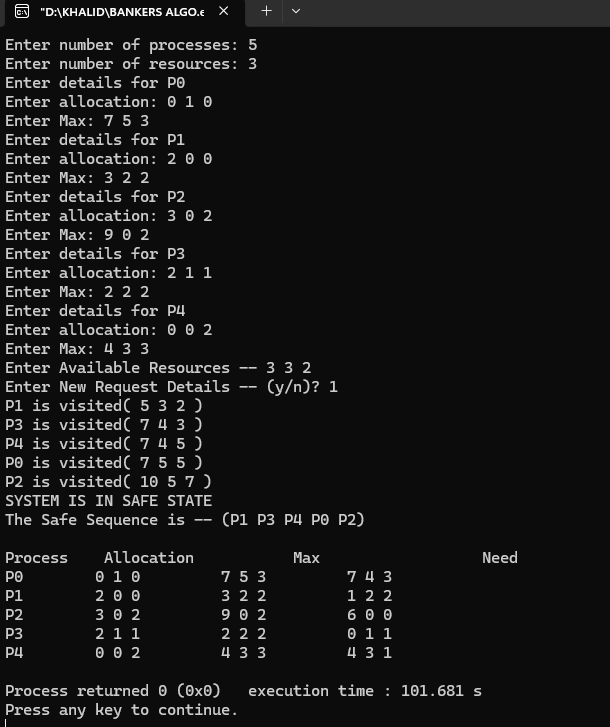 "D:\KHALID\BANKERS ALGO.e
Enter number of processes: 5
Enter number of resources: 3
Enter details for P0
Enter allocation: 0 1 0
Enter Max: 7 5 3
Enter details for P1
Enter allocation: 2 0 0
Enter Max: 3 2 2
Enter details for P2
Enter allocation: 3 0 2
Enter Max: 9 0 2
Enter details for P3
Enter allocation: 2 1 1
Enter Max: 2 2 2
Enter details for P4
Enter allocation: 0 0 2
Enter Max: 4 3 3
Enter Available Resources -- 3 3 2
Enter New Request Details -- (y/n)? 1
P1 is visited( 5 3 2 )
P3 is visited( 7 4 3 )
P4 is visited( 7 4 5 )
P0 is visited( 7 5 5 )
P2 is visited( 10 5 7 )
SYSTEM IS IN SAFE STATE
The Safe Sequence is -- (P1 P3 P4 P0 P2)
Process Allocation Max Need
P0 0 1 0 7 5 3 7 4 3
P1 2 0 0 3 2 2 1 2 2
P2 3 0 2 9 0 2 6 0 0
P3 2 1 1 2 2 2 0 1 1
P4 0 0 2 4 3 3 4 3 1
Process returned 0 (0x0) execution time : 101.681 s
Press any key to continue.